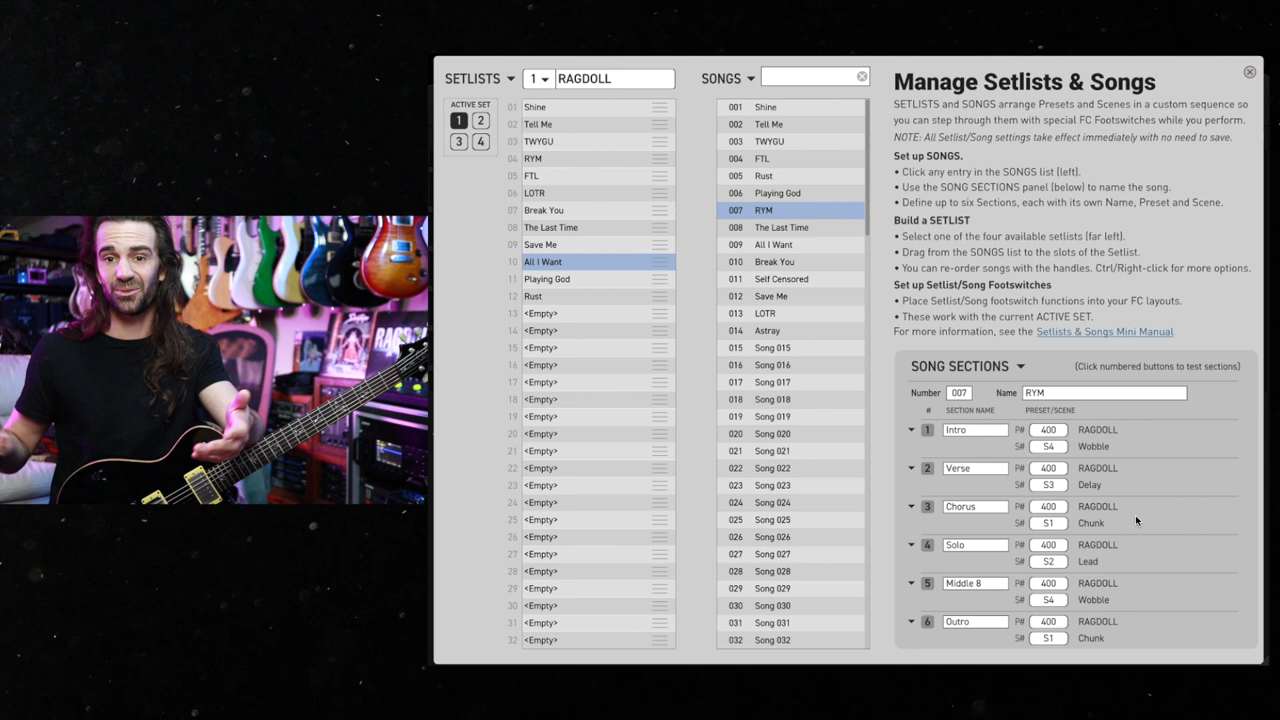 SETLISTS
1
RAGDOLL
ACTIVE SET
1 2
3 4
01 Shine
02 Tell Me
03 TWYGU
04 RYM
05 FTL
06 LOTR
07 Break You
08 The Last Time
09 Save Me
10 All I Want
11 Playing God
12 Rust
13 <Empty>
14 <Empty>
15 <Empty>
16 <Empty>
17 <Empty>
18 <Empty>
19 <Empty>
20 <Empty>
21 <Empty>
22 <Empty>
23 <Empty>
24 <Empty>
25 <Empty>
26 <Empty>
27 <Empty>
28 <Empty>
29 <Empty>
30 <Empty>
31 <Empty>
32 <Empty>
SONGS
001 Shine
002 Tell Me
003 TWYGU
004 FTL
005 Rust
006 Playing God
007 RYM
008 The Last Time
009 All I Want
010 Break You
011 Self Censored
012 Save Me
013 LOTR
014 Astray
015 Song 015
016 Song 016
017 Song 017
018 Song 018
019 Song 019
020 Song 020
021 Song 021
022 Song 022
023 Song 023
024 Song 024
025 Song 025
026 Song 026
027 Song 027
028 Song 028
029 Song 029
030 Song 030
031 Song 031
032 Song 032
Manage Setlists & Songs
SETLISTS and SONGS arrange Presets and Scenes in a custom sequence so
you can step through them with special FC Footswitches while you perform.
NOTE: All Setlist/Song settings take effect immediately with no need to save.
Set up SONGS.
• Click any entry in the SONGS list (left).
• Use the SONG SECTIONS panel (below) to name the song.
• Define up to six Sections, each with its own Name, Preset and Scene.
Build a SETLIST
• Select one of the four available setlists (far left).
• Drag from the SONGS list to the slots of the Setlist.
• You can re-order songs with the handles. Ctrl/Right-click for more options.
Set up Setlist/Song Footswitches
• Place Setlist/Song footswitch functions on your FC layouts.
• These work with the current ACTIVE SET.
For more information, see the Setlists & Songs Mini Manual
SONG SECTIONS (Click numbered buttons to test sections)
Number 007 Name RYM
# SECTION NAME PRESET/SCENE
1 Intro P# 400 RAGDOLL
S# S4 Wobble
2 Verse P# 400 RAGDOLL
S# S3 Delay
3 Chorus P# 400 RAGDOLL
S# S1 Chunk
4 Solo P# 400 RAGDOLL
S# S2 Lead
5 Middle 8 P# 400 RAGDOLL
S# S4 Wobble
6 Outro P# 400 RAGDOLL
S# S1 Chunk